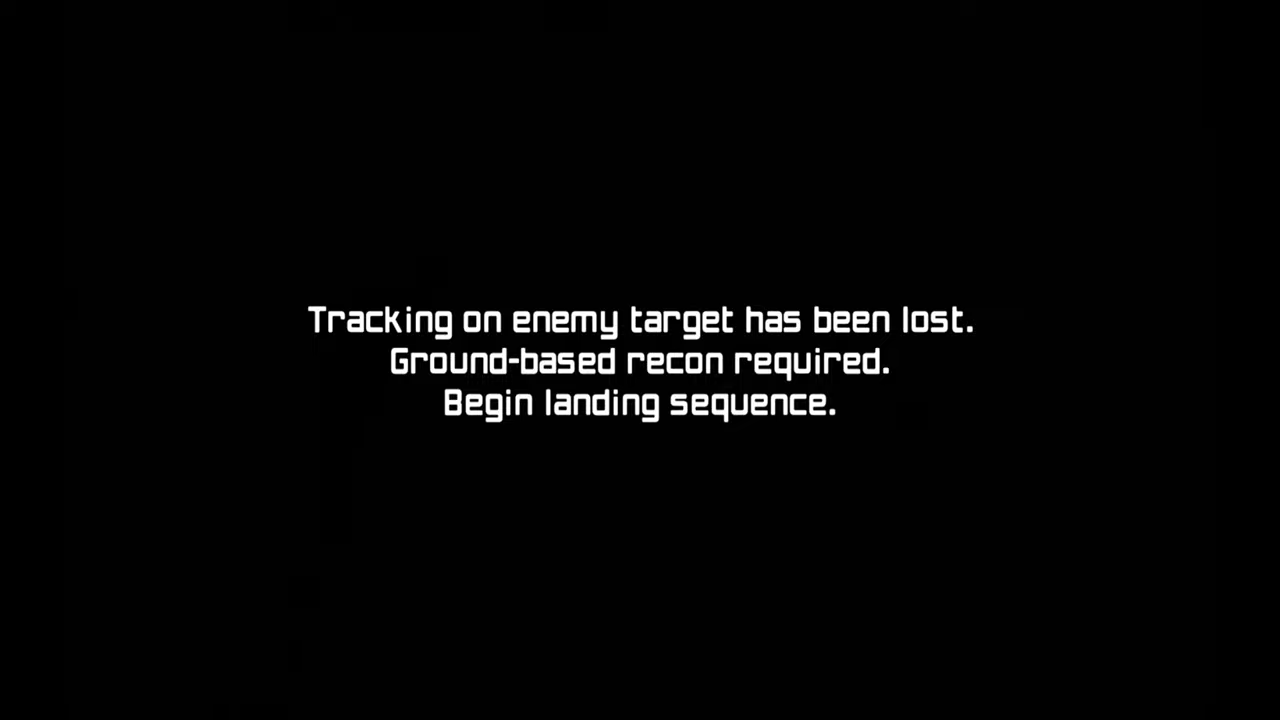 Tracking on enemy target has been lost.
Ground-based recon required.
Begin landing sequence.